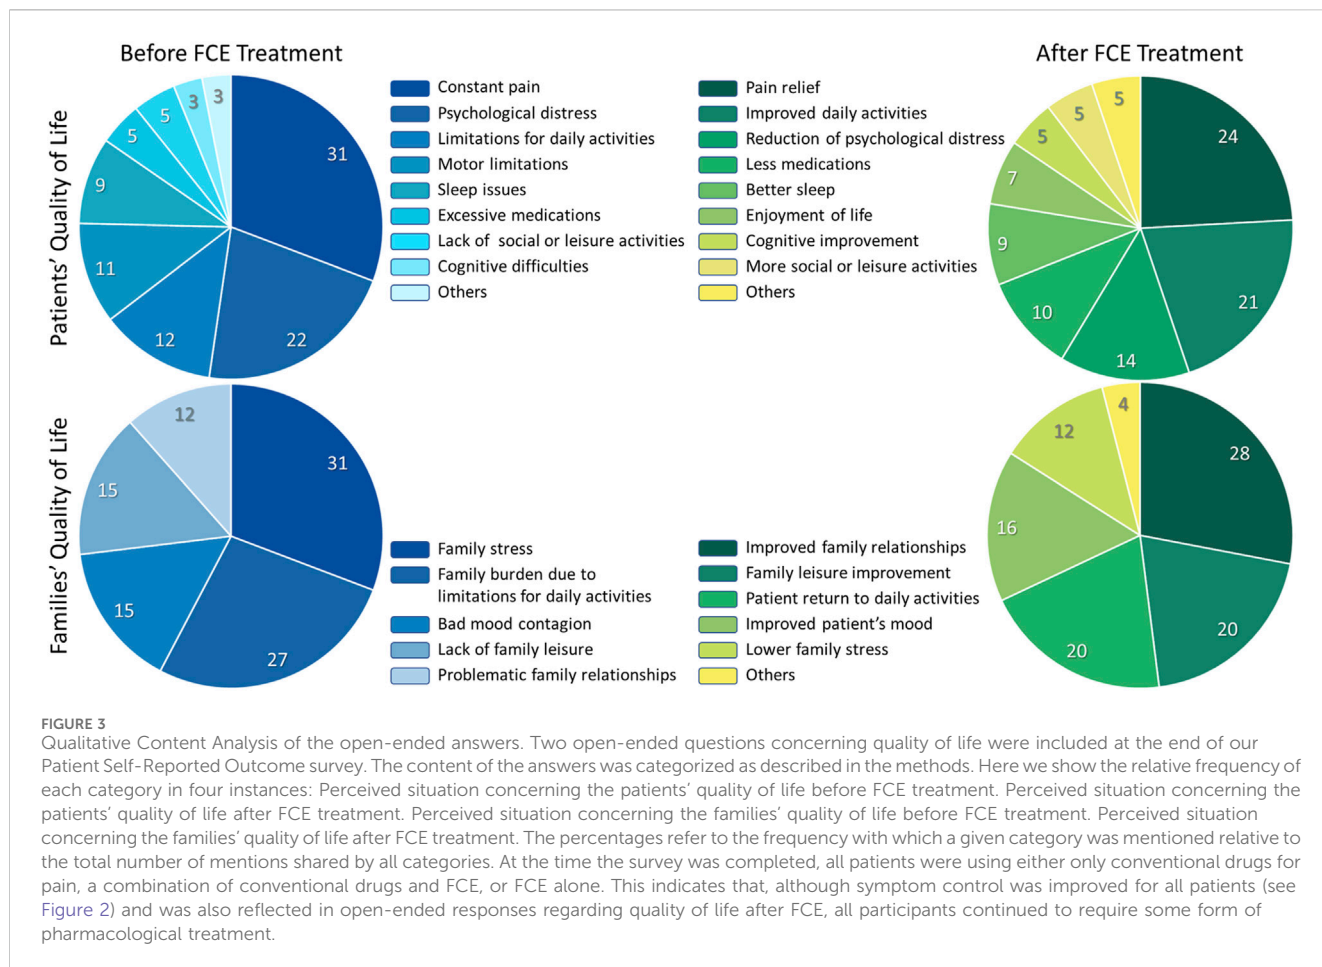 Before FCE Treatment
After FCE Treatment
Patients' Quality of Life
31
22
12
11
9
5
5
3
3
Constant pain
Psychological distress
Limitations for daily activities
Motor limitations
Sleep issues
Excessive medications
Lack of social or leisure activities
Cognitive difficulties
Others
Pain relief
Improved daily activities
Reduction of psychological distress
Less medications
Better sleep
Enjoyment of life
Cognitive improvement
More social or leisure activities
Others
24
21
14
10
9
7
5
5
5
Families' Quality of Life
31
27
15
15
12
Family stress
Family burden due to
limitations for daily activities
Bad mood contagion
Lack of family leisure
Problematic family relationships
Improved family relationships
Family leisure improvement
Patient return to daily activities
Improved patient's mood
Lower family stress
Others
28
20
20
16
12
4
FIGURE 3
Qualitative Content Analysis of the open-ended answers. Two open-ended questions concerning quality of life were included at the end of our
Patient Self-Reported Outcome survey. The content of the answers was categorized as described in the methods. Here we show the relative frequency of
each category in four instances: Perceived situation concerning the patients' quality of life before FCE treatment. Perceived situation concerning the
patients' quality of life after FCE treatment. Perceived situation concerning the families' quality of life before FCE treatment. Perceived situation
concerning the families' quality of life after FCE treatment. The percentages refer to the frequency with which a given category was mentioned relative to
the total number of mentions shared by all categories. At the time the survey was completed, all patients were using either only conventional drugs for
pain, a combination of conventional drugs and FCE, or FCE alone. This indicates that, although symptom control was improved for all patients (see
Figure 2) and was also reflected in open-ended responses regarding quality of life after FCE, all participants continued to require some form of
pharmacological treatment.